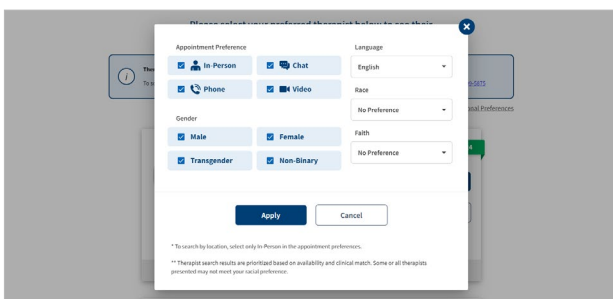 Please select your preferred therapist below to see their
Appointment Preference
Language
In-Person
Chat
English
Phone
Video
Race
No Preference
Gender
Male
Female
Faith
Transgender
Non-Binary
No Preference
Apply
Cancel
* To search by location, select only In-Person in the appointment preferences.
** Therapist search results are prioritized based on availability and clinical match. Some or all therapists
presented may not meet your racial preference.